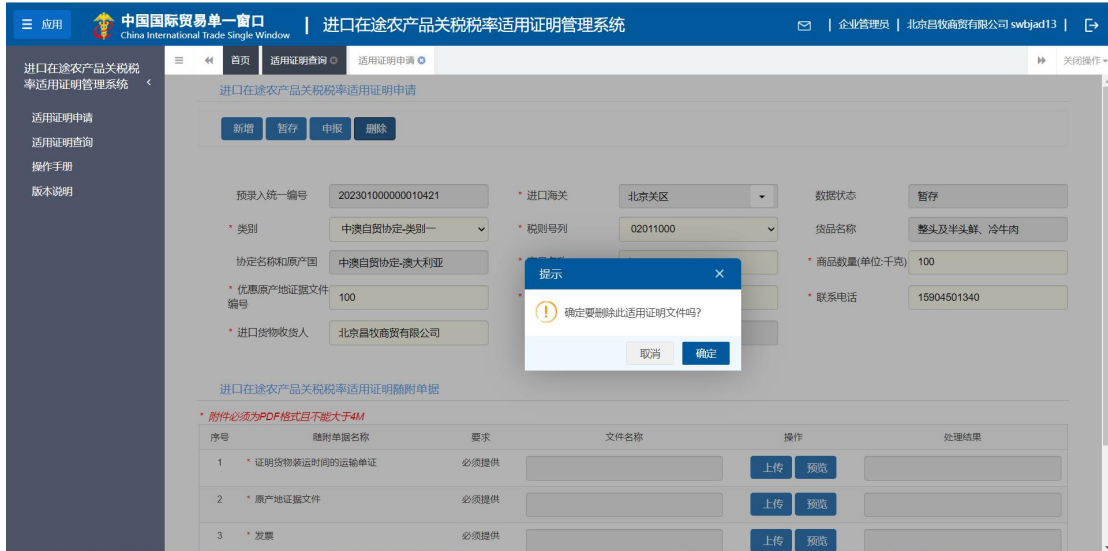 应用
中国国际贸易单一窗口
China International Trade Single Window
进口在途农产品关税税率适用证明管理系统
企业管理员
北京昌牧商贸有限公司 swbjad13
进口在途农产品关税税率适用证明管理系统
适用证明申请
适用证明查询
操作手册
版本说明
首页
适用证明查询
适用证明申请
关闭操作
进口在途农产品关税税率适用证明申请
新增 暂存 申报 删除
预录入统一编号 202301000000010421 * 进口海关 北京关区 数据状态 暂存
* 类别 中澳自贸协定-类别一 * 税则号列 02011000 货品名称 整头及半头鲜、冷牛肉
协定名称和原产国 中澳自贸协定-澳大利亚 * 商品数量(单位:千克) 100
* 优惠原产地证据文件编号 100 * 联系电话 15904501340
* 进口货物收货人 北京昌牧商贸有限公司
提示
确定要删除此适用证明文件吗?
取消 确定
进口在途农产品关税税率适用证明随附单据
* 附件必须为PDF格式且不能大于4M
序号 随附单据名称 要求 文件名称 操作 处理结果
1 * 证明货物装运时间的运输单证 必须提供 上传 预览
2 * 原产地证据文件 必须提供 上传 预览
3 * 发票 必须提供 上传 预览